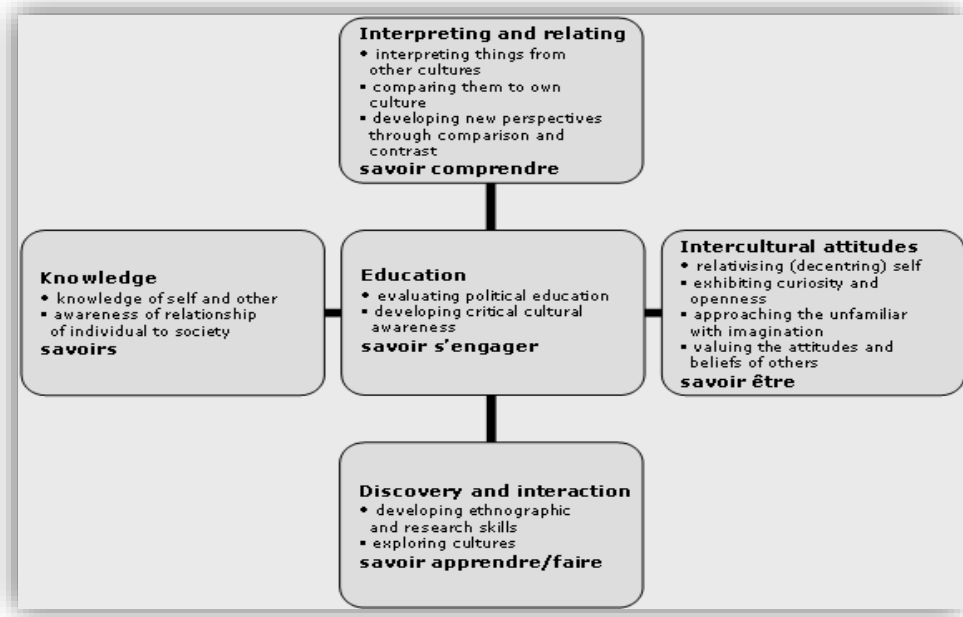 Interpreting and relating
• interpreting things from
other cultures
▪ comparing them to own
culture
▪ developing new perspectives
through comparison and
contrast
savoir comprendre
Knowledge
• knowledge of self and other
▪ awareness of relationship
of individual to society
savoirs
Education
• evaluating political education
▪ developing critical cultural
awareness
savoir s'engager
Intercultural attitudes
• relativising (decentring) self
▪ exhibiting curiosity and
openness
▪ approaching the unfamiliar
with imagination
▪ valuing the attitudes and
beliefs of others
savoir être
Discovery and interaction
• developing ethnographic
and research skills
▪ exploring cultures
savoir apprendre/faire